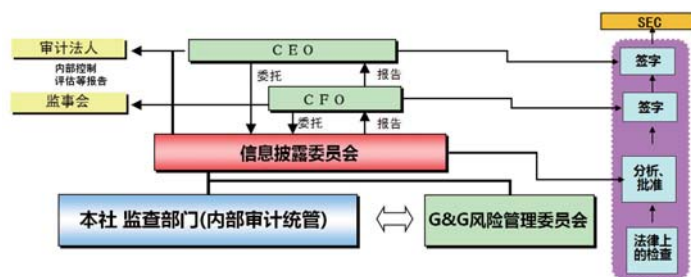 SEC
审计法人
CEO
签字
内部控制
评估等报告
委托
报告
监事会
CFO
签字
委托
报告
信息披露委员会
分析、
批准
本社 监查部门(内部审计统管)
G&G风险管理委员会
法律上
的检查